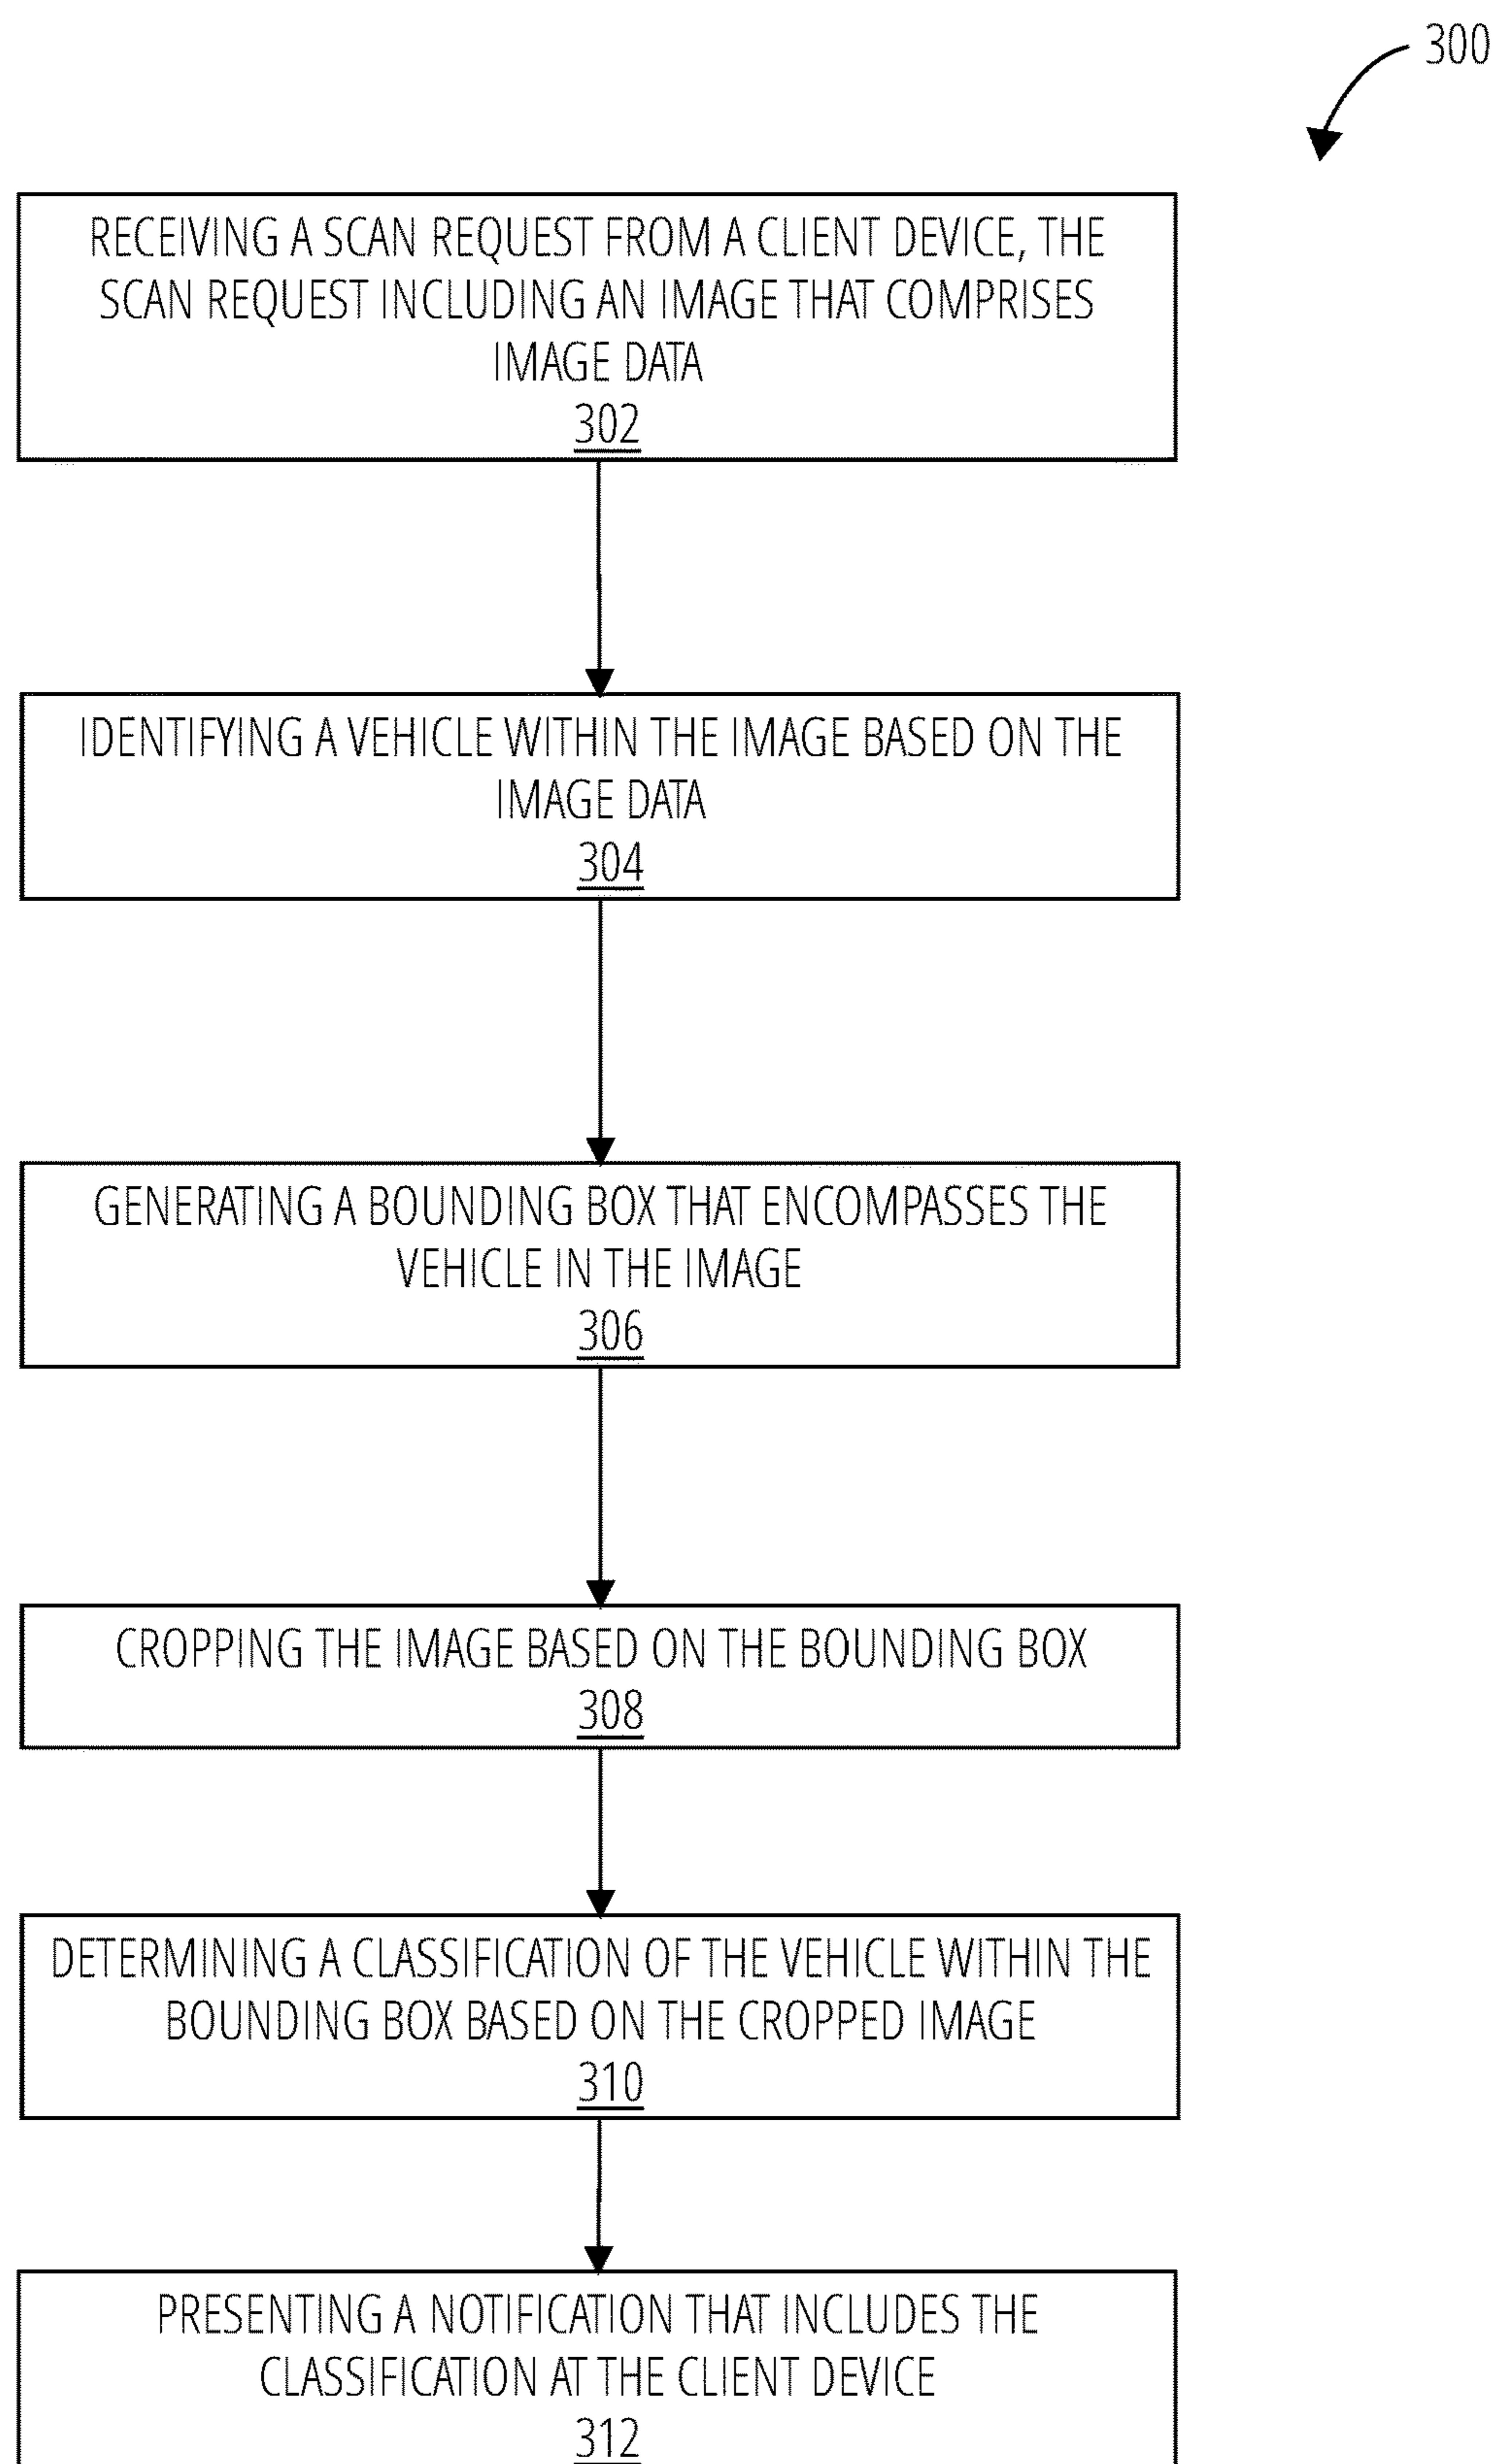 300
RECEIVING A SCAN REQUEST FROM A CLIENT DEVICE, THE
SCAN REQUEST INCLUDING AN IMAGE THAT COMPRISES
IMAGE DATA
302
IDENTIFYING A VEHICLE WITHIN THE IMAGE BASED ON THE
IMAGE DATA
304
GENERATING A BOUNDING BOX THAT ENCOMPASSES THE
VEHICLE IN THE IMAGE
306
CROPPING THE IMAGE BASED ON THE BOUNDING BOX
308
DETERMINING A CLASSIFICATION OF THE VEHICLE WITHIN THE
BOUNDING BOX BASED ON THE CROPPED IMAGE
310
PRESENTING A NOTIFICATION THAT INCLUDES THE
CLASSIFICATION AT THE CLIENT DEVICE
312